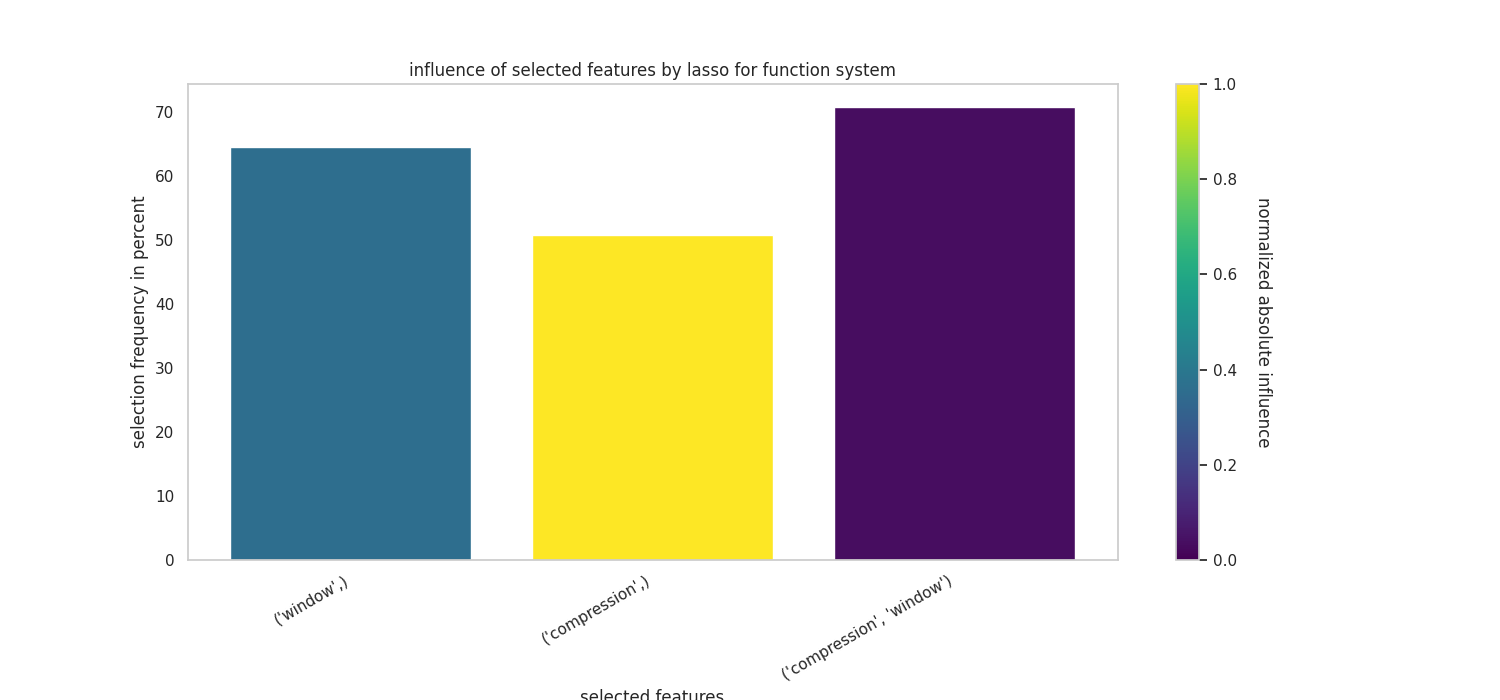 influence of selected features by lasso for function system
selection frequency in percent
70
60
50
40
30
20
10
0
('window',)
('compression',)
('compression', 'window')
selected features
1.0
0.8
0.6
0.4
0.2
0.0
normalized absolute influence